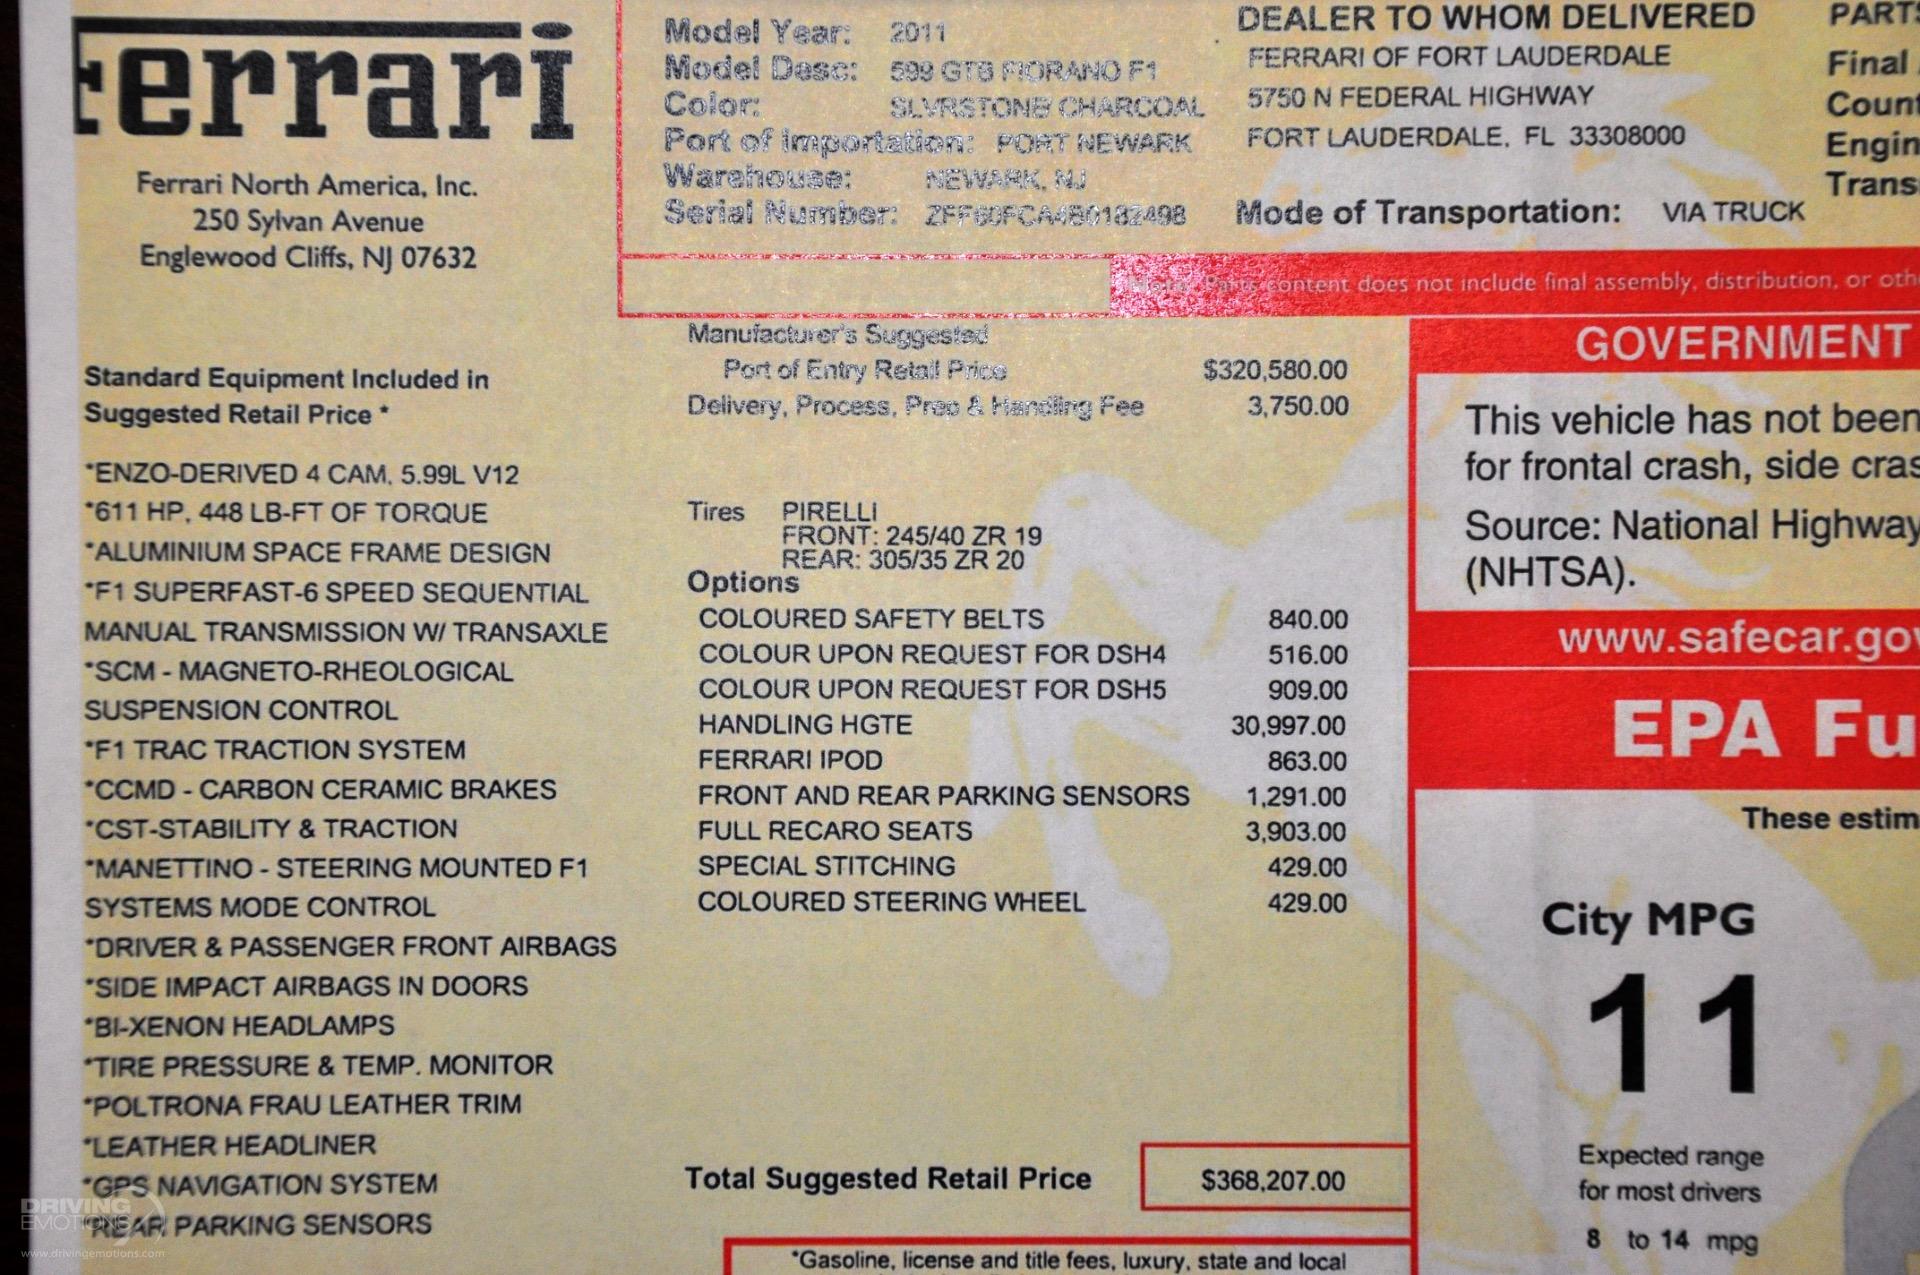 Ferrari
Ferrari North America, Inc.
250 Sylvan Avenue
Englewood Cliffs, NJ 07632
Standard Equipment Included in
Suggested Retail Price *
*ENZO-DERIVED 4 CAM, 5.99L V12
*611 HP, 448 LB-FT OF TORQUE
*ALUMINIUM SPACE FRAME DESIGN
*F1 SUPERFAST-6 SPEED SEQUENTIAL
MANUAL TRANSMISSION W/ TRANSAXLE
*SCM - MAGNETO-RHEOLOGICAL
SUSPENSION CONTROL
*F1 TRAC TRACTION SYSTEM
*CCMD - CARBON CERAMIC BRAKES
*CST-STABILITY & TRACTION
*MANETTINO - STEERING MOUNTED F1
SYSTEMS MODE CONTROL
*DRIVER & PASSENGER FRONT AIRBAGS
*SIDE IMPACT AIRBAGS IN DOORS
*BI-XENON HEADLAMPS
*TIRE PRESSURE & TEMP. MONITOR
*POLTRONA FRAU LEATHER TRIM
*LEATHER HEADLINER
*GPS NAVIGATION SYSTEM
*REAR PARKING SENSORS
Model Year: 2011
Model Desc: 599 GTB FIORANO F1
Color: SLVRSTONE CHARCOAL
Port of Importation: PORT NEWARK
Warehouse: NEWARK, NJ
Serial Number: ZFF60FCA4B0182498
DEALER TO WHOM DELIVERED
FERRARI OF FORT LAUDERDALE
5750 N FEDERAL HIGHWAY
FORT LAUDERDALE, FL 33308000
Mode of Transportation: VIA TRUCK
PARTS
Final
Count
Engin
Trans
Note: Parts content does not include final assembly, distribution, or othe
Manufacturer's Suggested
Port of Entry Retail Price $320,580.00
Delivery, Process, Prep & Handling Fee 3,750.00
Tires PIRELLI
FRONT: 245/40 ZR 19
REAR: 305/35 ZR 20
Options
COLOURED SAFETY BELTS 840.00
COLOUR UPON REQUEST FOR DSH4 516.00
COLOUR UPON REQUEST FOR DSH5 909.00
HANDLING HGTE 30,997.00
FERRARI IPOD 863.00
FRONT AND REAR PARKING SENSORS 1,291.00
FULL RECARO SEATS 3,903.00
SPECIAL STITCHING 429.00
COLOURED STEERING WHEEL 429.00
Total Suggested Retail Price $368,207.00
*Gasoline, license and title fees, luxury, state and local
GOVERNMENT
This vehicle has not been
for frontal crash, side cras
Source: National Highway
(NHTSA).
www.safecar.gov
EPA Fu
These estim
City MPG
11
Expected range
for most drivers
8 to 14 mpg
DRIVING
EMOTIONS
www.drivingemotions.com